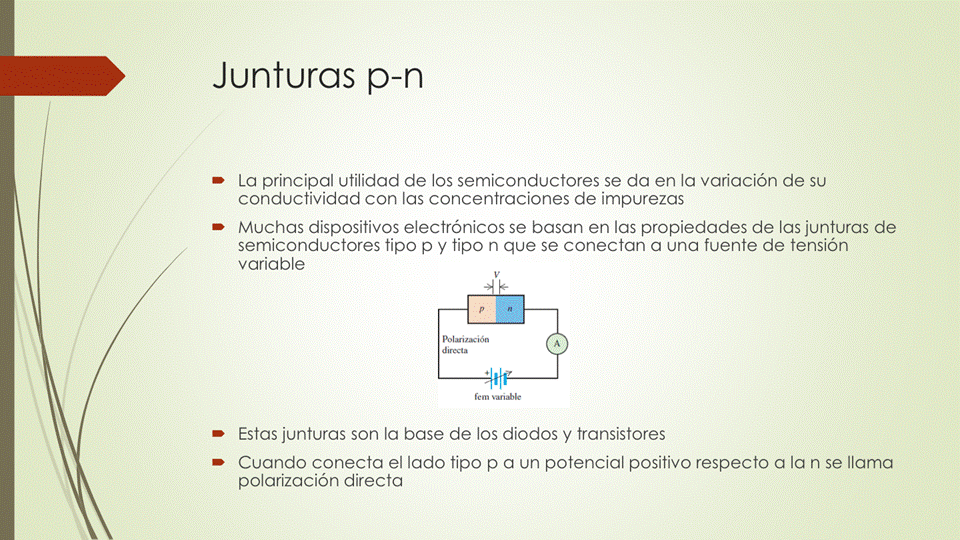 Junturas p-n
La principal utilidad de los semiconductores se da en la variación de su
conductividad con las concentraciones de impurezas
Muchas dispositivos electrónicos se basan en las propiedades de las junturas de
semiconductores tipo p y tipo n que se conectan a una fuente de tensión
variable
V
p n
Polarización
directa
A
+
fem variable
Estas junturas son la base de los diodos y transistores
Cuando conecta el lado tipo p a un potencial positivo respecto a la n se llama
polarización directa